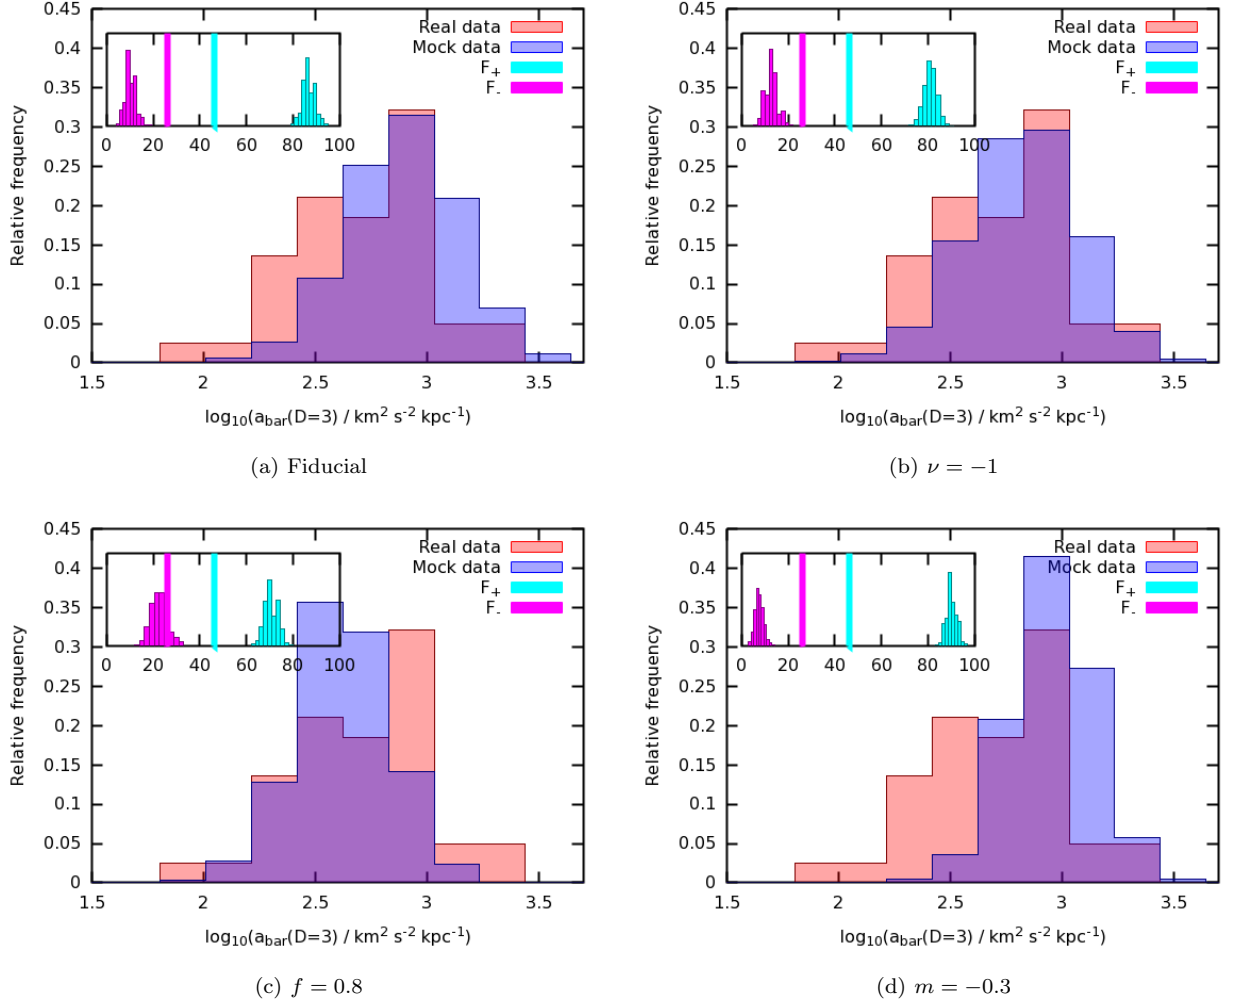 0.45
0.4
0.35
0.3
0.25
0.2
0.15
0.1
0.05
0
Relative frequency
Real data
Mock data
F+
F-
0 20 40 60 80 100
1.5 2 2.5 3 3.5
log10(abar(D=3) / km2 s-2 kpc-1)
(a) Fiducial
0.45
0.4
0.35
0.3
0.25
0.2
0.15
0.1
0.05
0
Relative frequency
Real data
Mock data
F+
F-
0 20 40 60 80 100
1.5 2 2.5 3 3.5
log10(abar(D=3) / km2 s-2 kpc-1)
(b) ν = −1
0.45
0.4
0.35
0.3
0.25
0.2
0.15
0.1
0.05
0
Relative frequency
Real data
Mock data
F+
F-
0 20 40 60 80 100
1.5 2 2.5 3 3.5
log10(abar(D=3) / km2 s-2 kpc-1)
(c) f = 0.8
0.45
0.4
0.35
0.3
0.25
0.2
0.15
0.1
0.05
0
Relative frequency
Real data
Mock data
F+
F-
0 20 40 60 80 100
1.5 2 2.5 3 3.5
log10(abar(D=3) / km2 s-2 kpc-1)
(d) m = −0.3